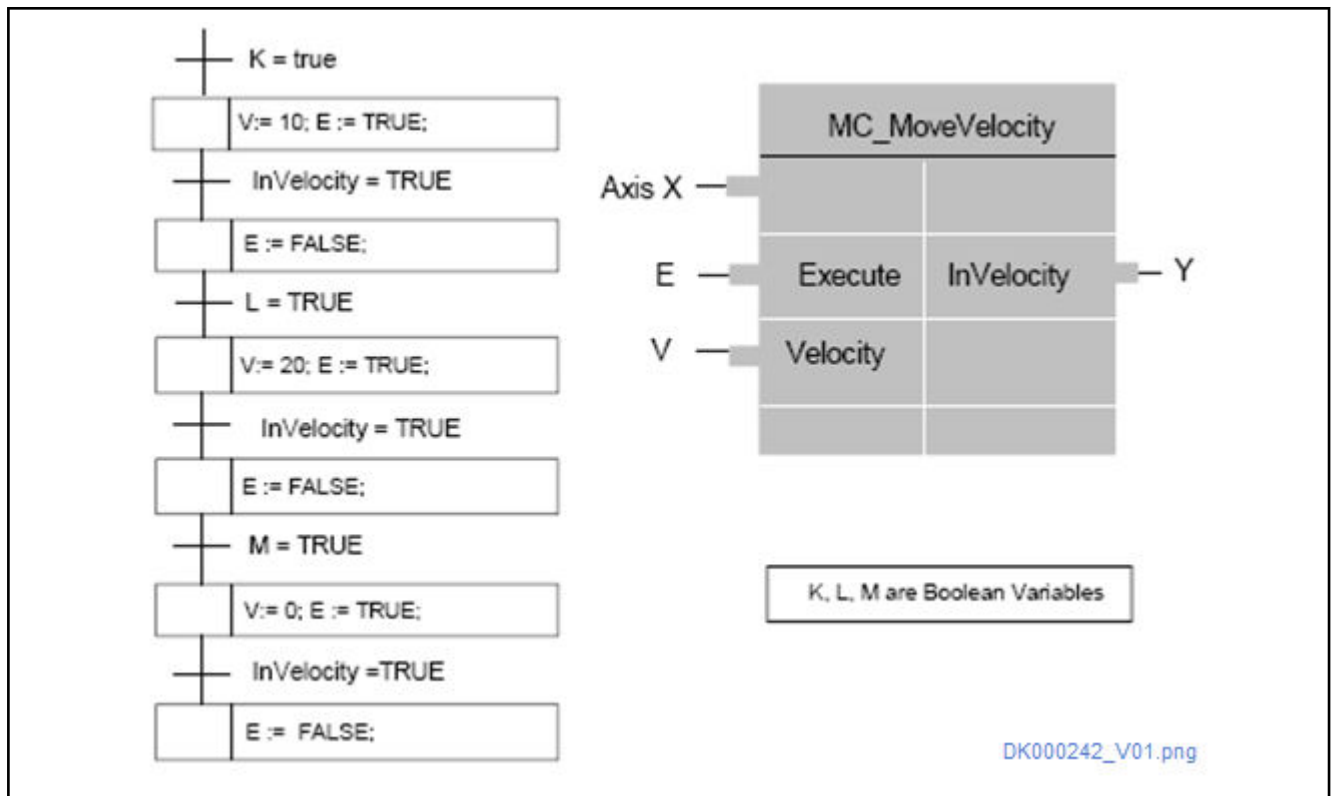 K = true
V:= 10; E := TRUE;
InVelocity = TRUE
E := FALSE;
L = TRUE
V:= 20; E := TRUE;
InVelocity = TRUE
E := FALSE;
M = TRUE
V:= 0; E := TRUE;
InVelocity =TRUE
E := FALSE;
MC_MoveVelocity
Axis X
E Execute InVelocity Y
V Velocity
K, L, M are Boolean Variables
DK000242_V01.png